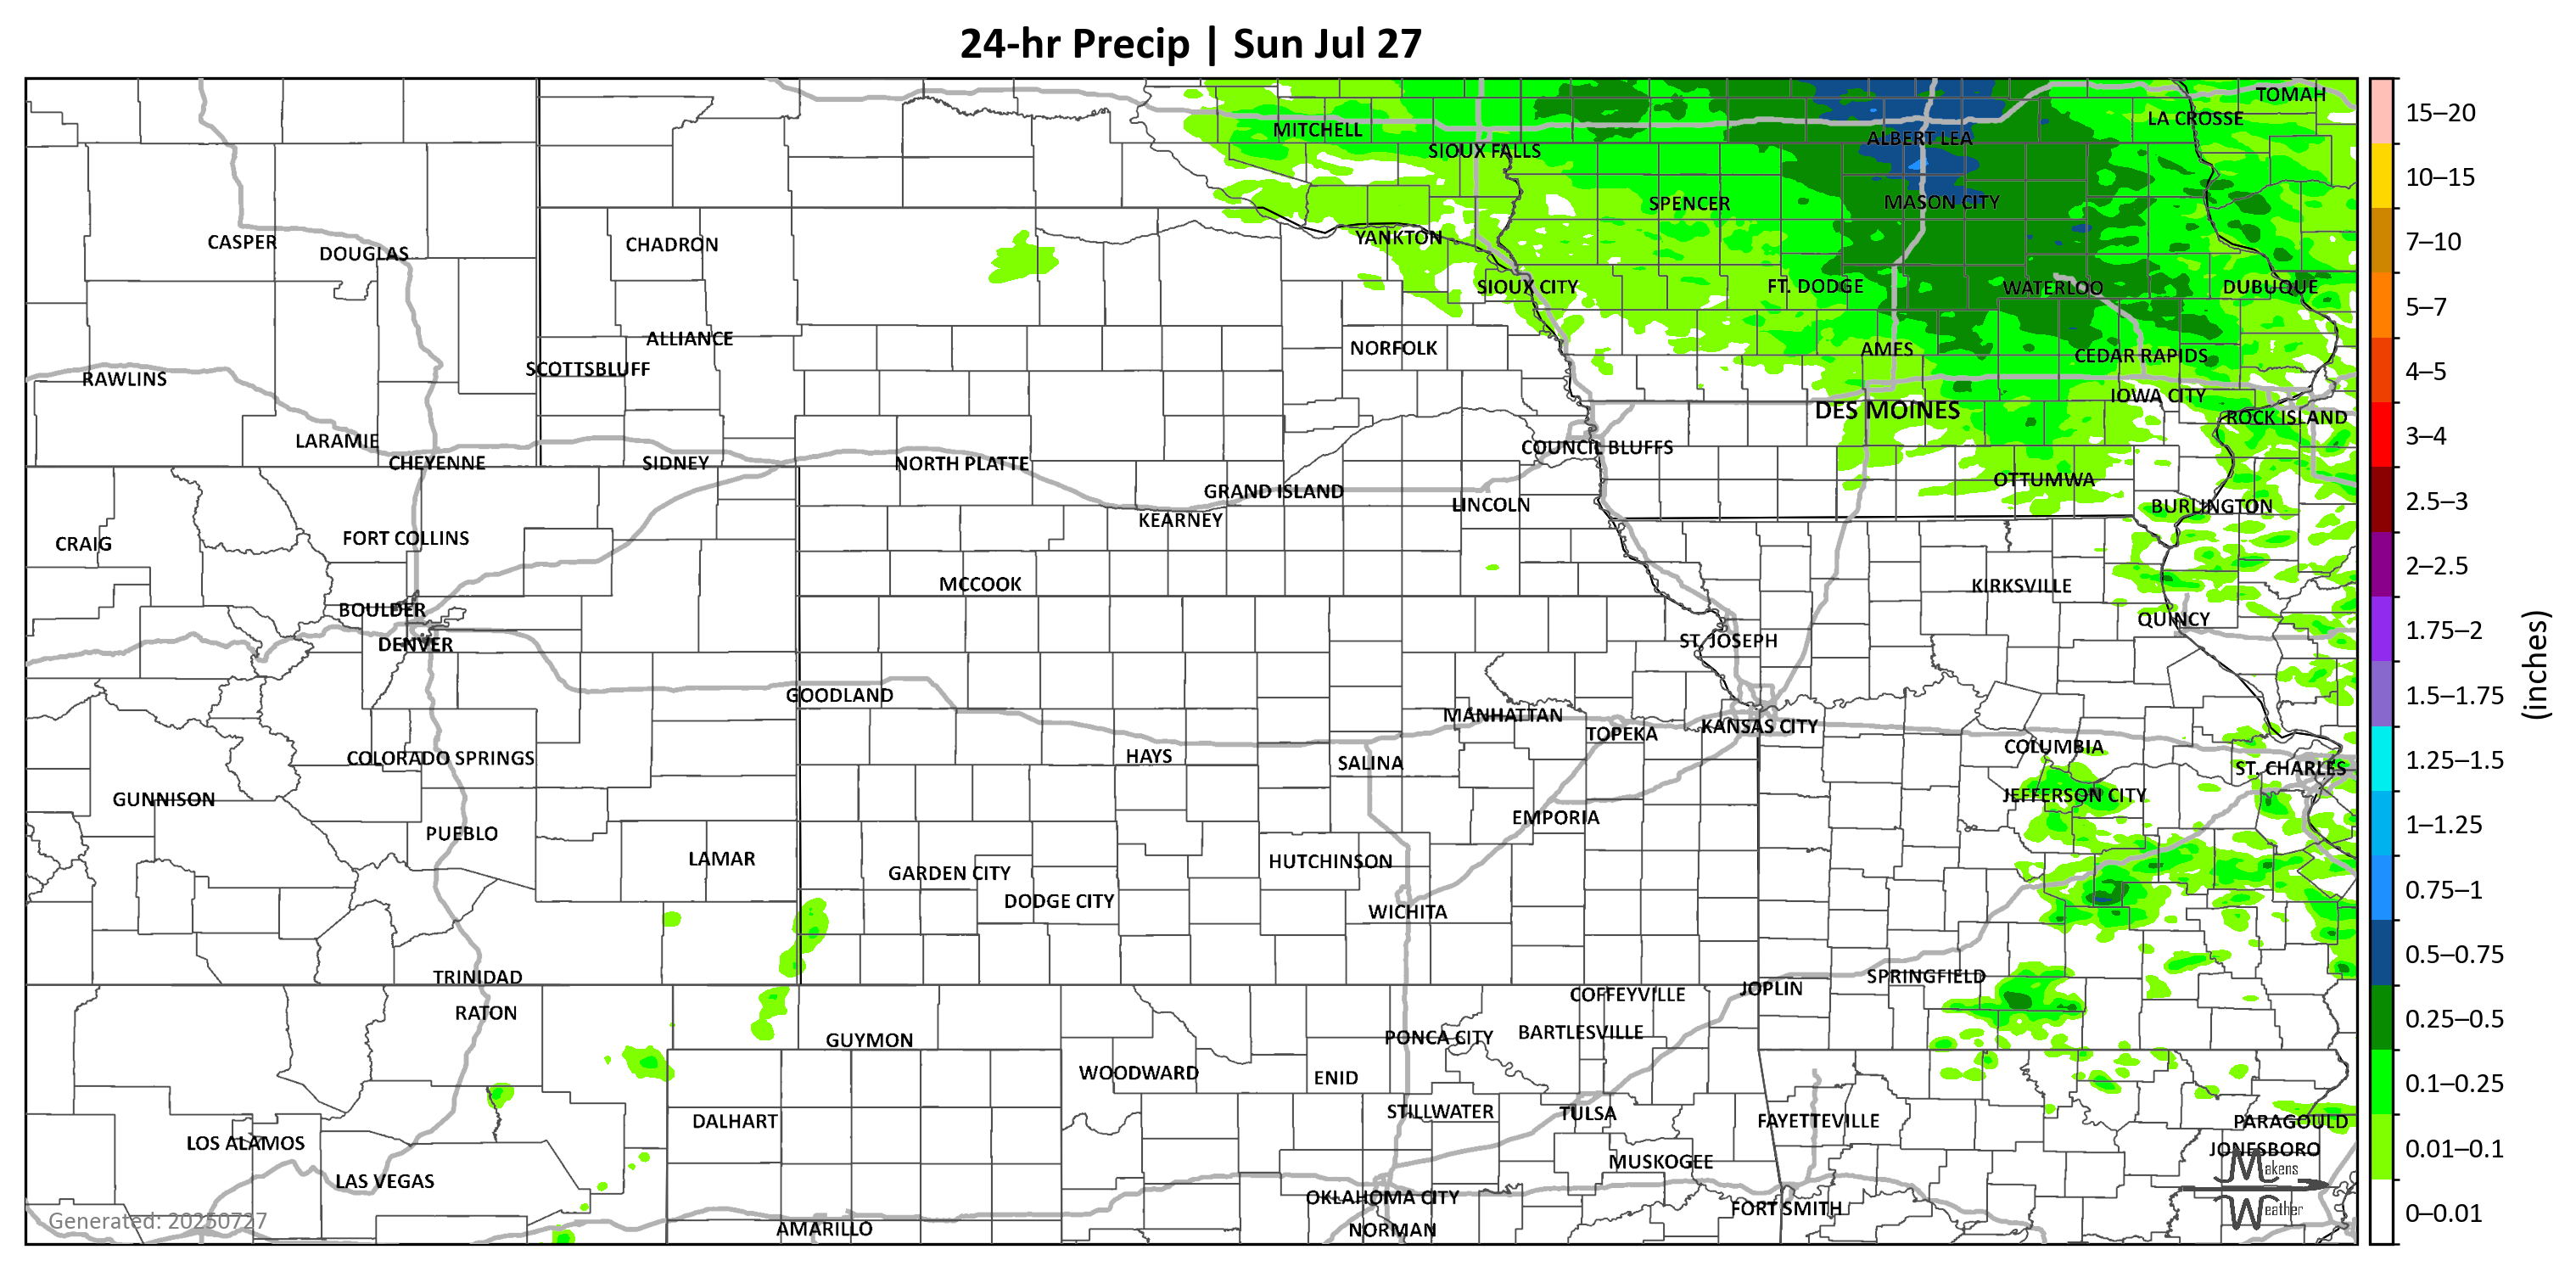 24-hr Precip | Sun Jul 27
TOMAH
LA CROSSE
MITCHELL
ALBERT LEA
SIOUX FALLS
SPENCER
MASON CITY
YANKTON
CASPER
CHADRON
DOUGLAS
SIOUX CITY
FT. DODGE
WATERLOO
DUBUQUE
ALLIANCE
NORFOLK
AMES
CEDAR RAPIDS
SCOTTSBLUFF
RAWLINS
IOWA CITY
DES MOINES
ROCK ISLAND
LARAMIE
COUNCIL BLUFFS
CHEYENNE
SIDNEY
NORTH PLATTE
OTTUMWA
GRAND ISLAND
LINCOLN
BURLINGTON
KEARNEY
FORT COLLINS
CRAIG
MCCOOK
KIRKSVILLE
BOULDER
QUINCY
DENVER
ST. JOSEPH
GOODLAND
MANHATTAN
KANSAS CITY
TOPEKA
COLUMBIA
COLORADO SPRINGS
HAYS
SALINA
ST. CHARLES
GUNNISON
JEFFERSON CITY
EMPORIA
PUEBLO
LAMAR
HUTCHINSON
GARDEN CITY
DODGE CITY
WICHITA
TRINIDAD
SPRINGFIELD
JOPLIN
COFFEYVILLE
RATON
BARTLESVILLE
PONCA CITY
GUYMON
WOODWARD
ENID
STILLWATER
TULSA
DALHART
FAYETTEVILLE
PARAGOULD
LOS ALAMOS
JONESBORO
MUSKOGEE
Makens
LAS VEGAS
OKLAHOMA CITY
FORT SMITH
Weather
Generated: 20250727
AMARILLO
NORMAN
15–20
10–15
7–10
5–7
4–5
3–4
2.5–3
2–2.5
1.75–2
1.5–1.75
1.25–1.5
1–1.25
0.75–1
0.5–0.75
0.25–0.5
0.1–0.25
0.01–0.1
0–0.01
(inches)